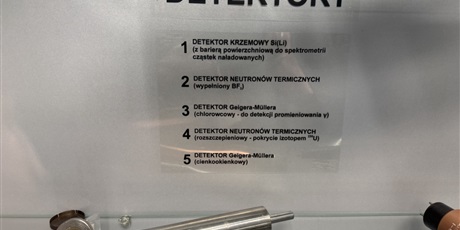 DETEKTORY
1 DETEKTOR KRZEMOWY Si(Li)
(z barierą powierzchniową do spektrometrii
cząstek naładowanych)
2 DETEKTOR NEUTRONÓW TERMICZNYCH
(wypełniony BF₃)
3 DETEKTOR Geigera-Müllera
(chlorowcowy - do detekcji promieniowania γ)
4 DETEKTOR NEUTRONÓW TERMICZNYCH
(rozszczepieniowy - pokrycie izotopem ²³⁵U)
5 DETEKTOR Geigera-Müllera
(cienkookienkowy)